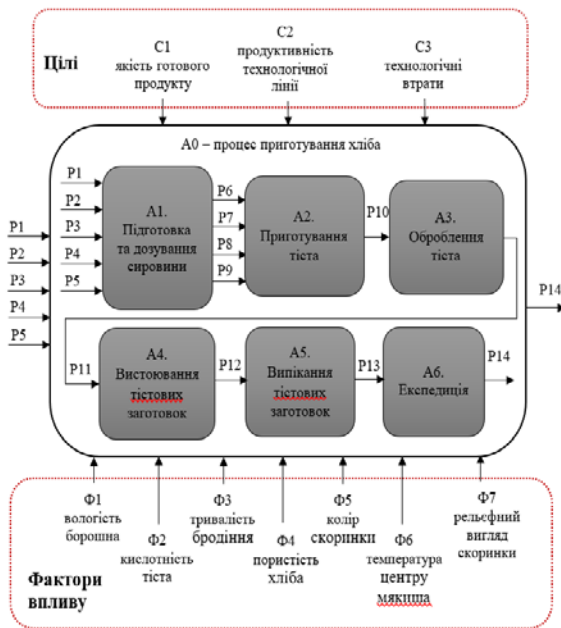 Цілі
С1
якість готового
продукту
С2
продуктивність
технологічної
лінії
С3
технологічні
втрати
А0 – процес приготування хліба
Р1
Р2
Р3
Р4
Р5
Р1
Р2
Р3
Р4
Р5
А1.
Підготовка
та дозування
сировини
Р6
Р7
Р8
Р9
А2.
Приготування
тіста
Р10
А3.
Оброблення
тіста
Р14
Р11
А4.
Вистоювання
тістових
заготовок
Р12
А5.
Випікання
тістових
заготовок
Р13
А6.
Експедиція
Р14
Ф1
вологість
борошна
Ф2
кислотність
тіста
Ф3
тривалість
бродіння
Ф4
пористість
хліба
Ф5
колір
скоринки
Ф6
температура
центру
мякиша
Ф7
рельєфний
вигляд
скоринки
Фактори
впливу